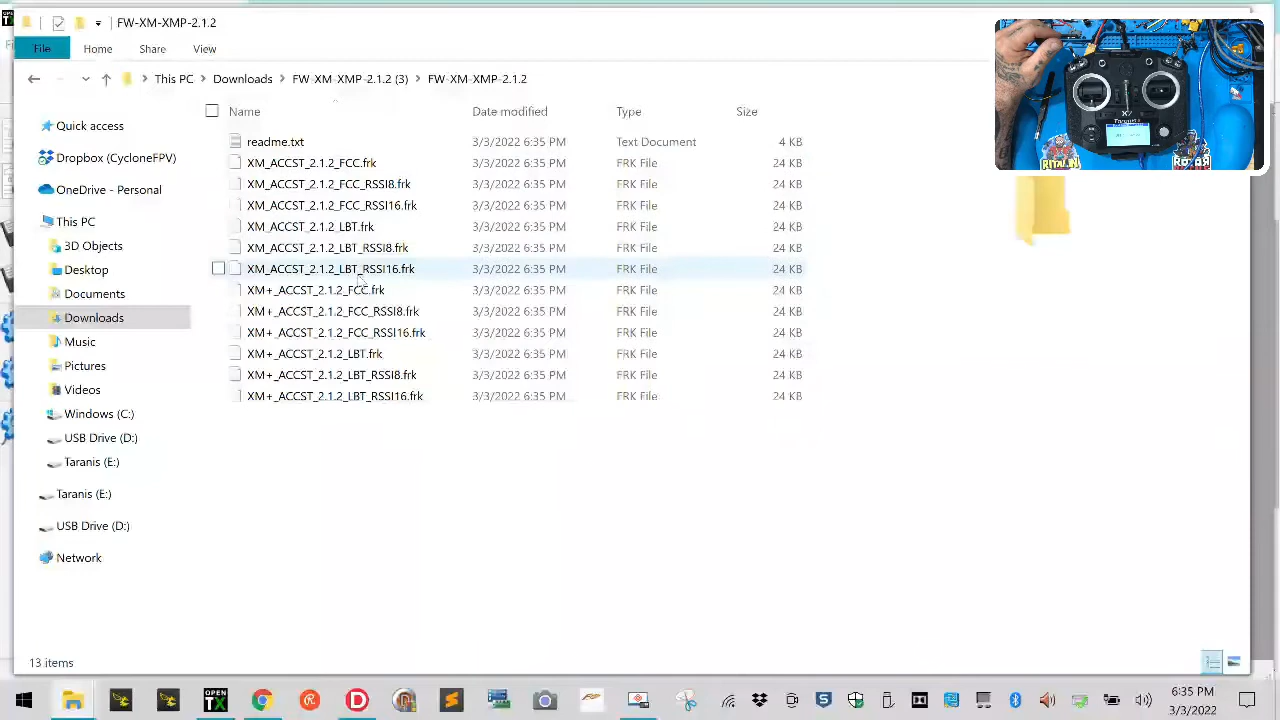 FW-XM-XMP-2.1.2
File Home Share View
This PC Downloads FW-XM-XMP-2.1.2 (3) FW-XM-XMP-2.1.2
Name Date modified Type Size
readme.txt 3/3/2022 6:35 PM Text Document 4 KB
XM_ACCST_2.1.2_FCC.frk 3/3/2022 6:35 PM FRK File 24 KB
XM_ACCST_2.1.2_FCC_RSSI8.frk 3/3/2022 6:35 PM FRK File 24 KB
XM_ACCST_2.1.2_FCC_RSSI16.frk 3/3/2022 6:35 PM FRK File 24 KB
XM_ACCST_2.1.2_LBT.frk 3/3/2022 6:35 PM FRK File 24 KB
XM_ACCST_2.1.2_LBT_RSSI8.frk 3/3/2022 6:35 PM FRK File 24 KB
XM_ACCST_2.1.2_LBT_RSSI16.frk 3/3/2022 6:35 PM FRK File 24 KB
XM+_ACCST_2.1.2_FCC.frk 3/3/2022 6:35 PM FRK File 24 KB
XM+_ACCST_2.1.2_FCC_RSSI8.frk 3/3/2022 6:35 PM FRK File 24 KB
XM+_ACCST_2.1.2_FCC_RSSI16.frk 3/3/2022 6:35 PM FRK File 24 KB
XM+_ACCST_2.1.2_LBT.frk 3/3/2022 6:35 PM FRK File 24 KB
XM+_ACCST_2.1.2_LBT_RSSI8.frk 3/3/2022 6:35 PM FRK File 24 KB
XM+_ACCST_2.1.2_LBT_RSSI16.frk 3/3/2022 6:35 PM FRK File 24 KB
Quick access
Dropbox (CycloneFPV)
OneDrive - Personal
This PC
3D Objects
Desktop
Documents
Downloads
Music
Pictures
Videos
Windows (C:)
USB Drive (D:)
Taranis (E:)
Taranis (E:)
USB Drive (D:)
Network
X7
Taranis
RITALIN
13 items
OPEN
TX
6:35 PM
3/3/2022